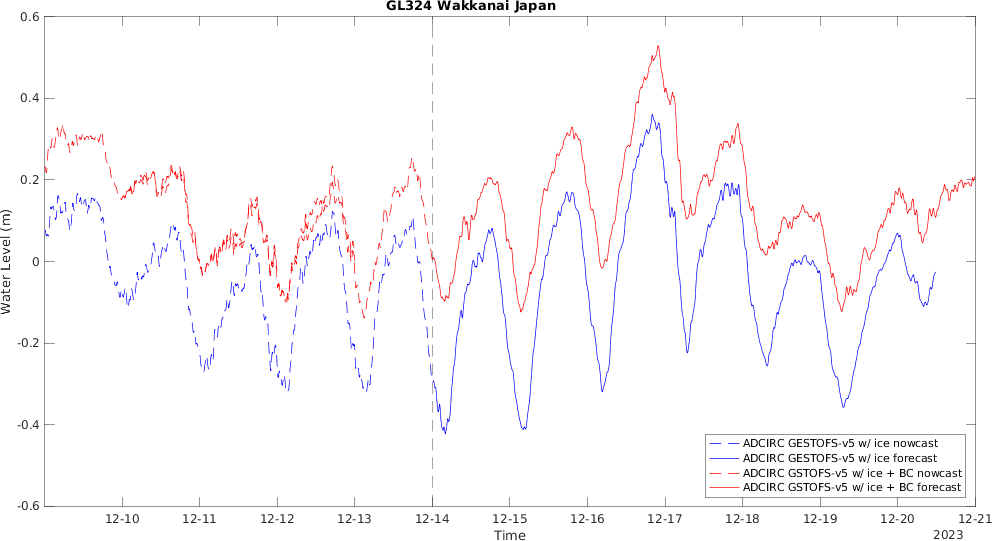 GL324 Wakkanai Japan
0.6
0.4
0.2
0
-0.2
-0.4
-0.6
Water Level (m)
ADCIRC GESTOFS-v5 w/ ice nowcast
ADCIRC GESTOFS-v5 w/ ice forecast
ADCIRC GSTOFS-v5 w/ ice + BC nowcast
ADCIRC GSTOFS-v5 w/ ice + BC forecast
12-10 12-11 12-12 12-13 12-14 12-15 12-16 12-17 12-18 12-19 12-20 12-21
Time
2023